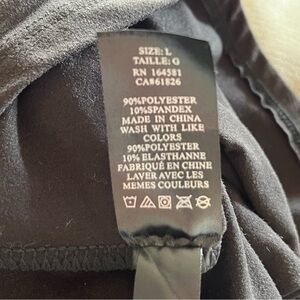 SIZE: L
TAILLE: G
RN 164581
CA#61826
90%POLYESTER
10%SPANDEX
MADE IN CHINA
WASH WITH LIKE
COLORS
90%POLYESTER
10% ELASTHANNE
FABRIQUÉ EN CHINE
LAVER AVEC LES
MEMES COULEURS